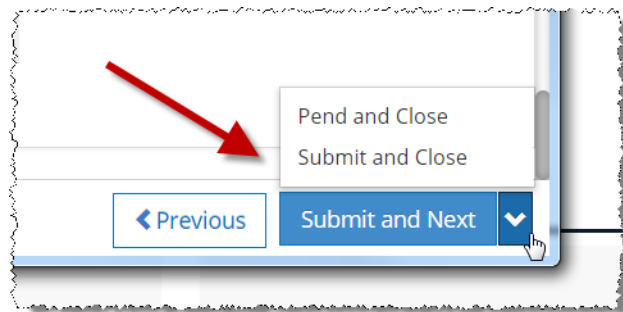 Pend and Close
Submit and Close
Previous
Submit and Next